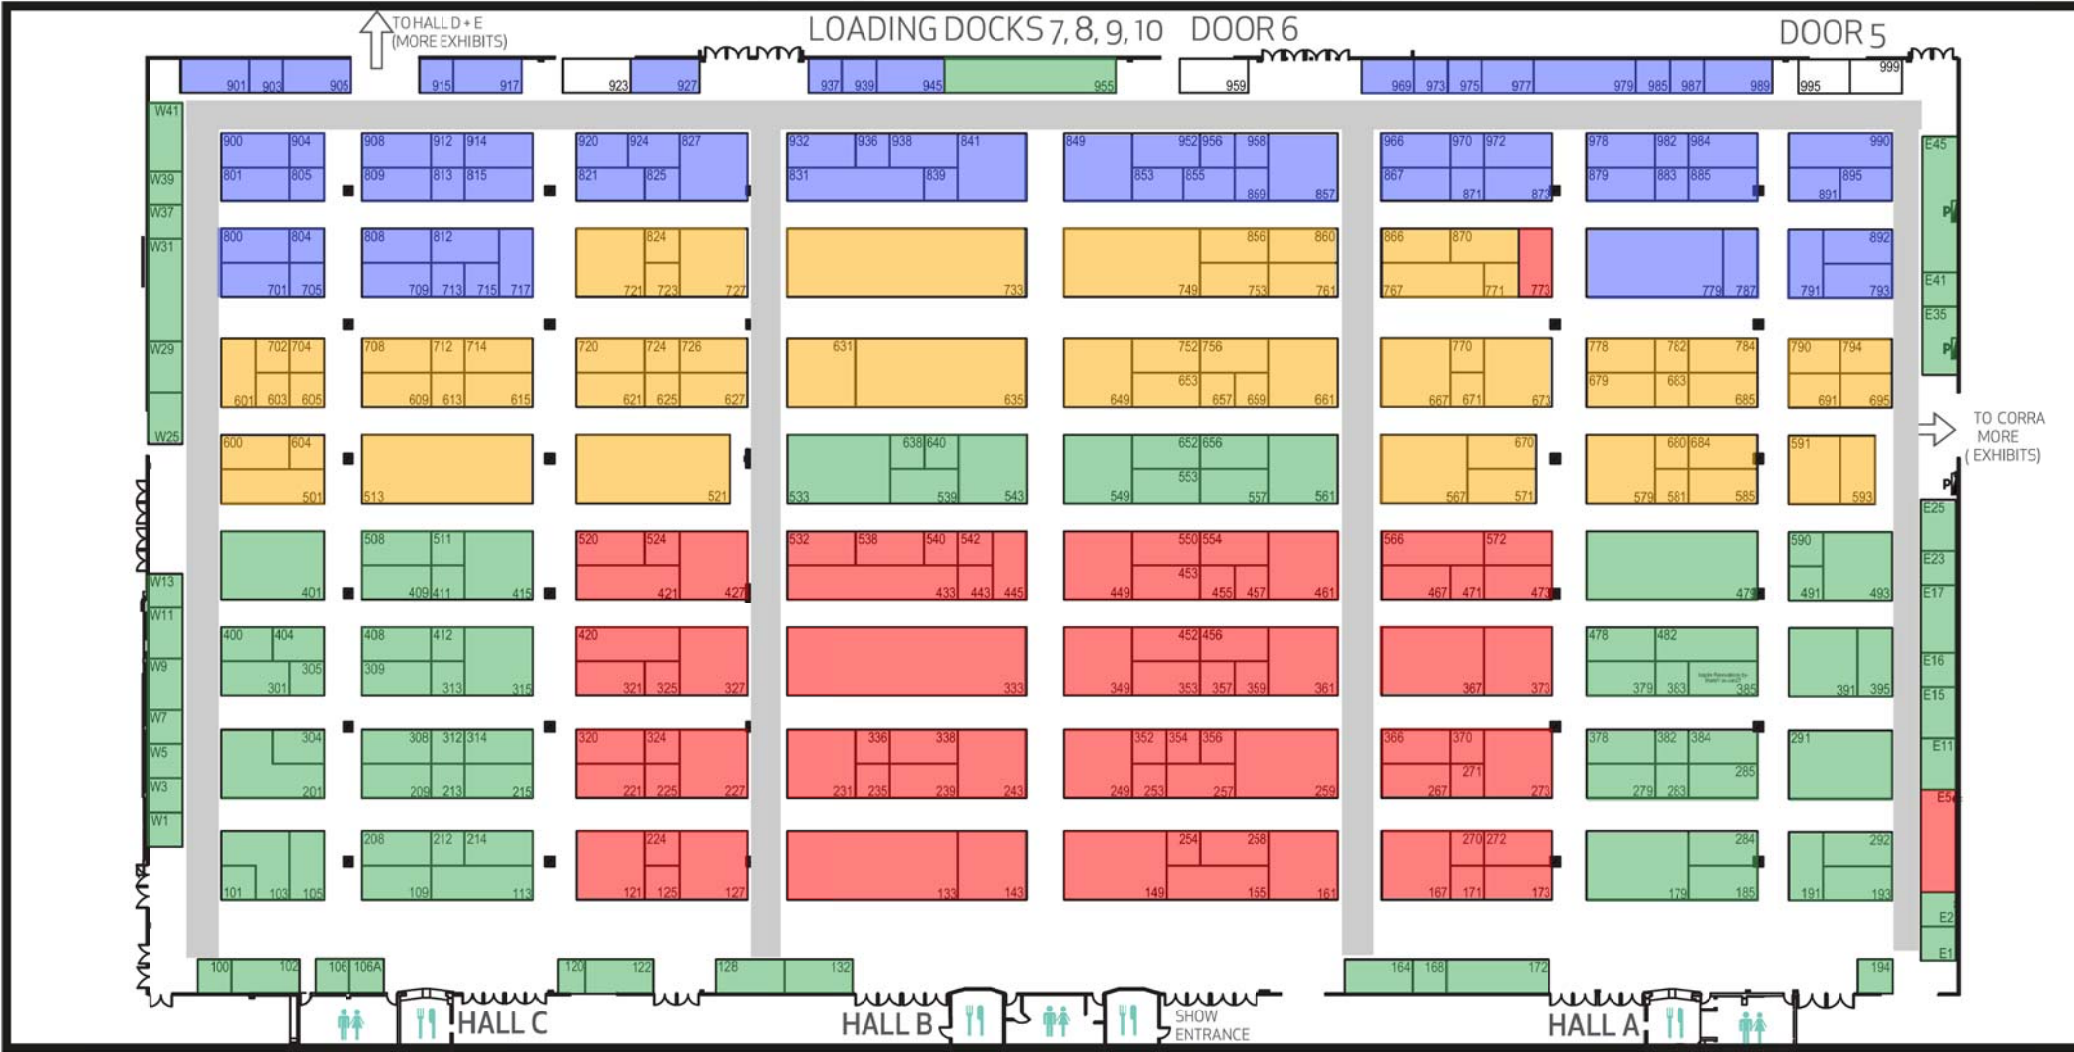 TO HALL D + E
(MORE EXHIBITS)
LOADING DOCKS 7, 8, 9, 10 DOOR 6
DOOR 5
901 903 905 915 917 923 927 937 939 945 955 959 969 973 975 977 979 985 987 989 995 999
W41
900 904 908 912 914 920 924 827 932 936 938 841 849 952 956 958 966 970 972 978 982 984 990
E45
801 805 809 813 815 821 825 831 839 853 855 869 857 867 871 873 879 883 885 891 895
W39
W37
P
W31
800 804 808 812 824 856 860 866 870 892
701 705 709 713 715 717 721 723 727 733 749 753 761 767 771 773 779 787 791 793
E41
E35
W29
702 704 708 712 714 720 724 726 631 752 756 770 778 782 784 790 794
P
653 679 683
601 603 605 609 613 615 621 625 627 635 649 657 659 661 667 671 673 685 691 695
W25
600 604 638 640 652 656 670 680 684 591
TO CORRA
MORE
( EXHIBITS)
553
501 513 521 533 539 543 549 557 561 567 571 579 581 585 593
P
E25
508 511 520 524 532 538 540 542 550 554 566 572 590
E23
453
W13
401 409 411 415 421 427 433 443 445 449 455 457 461 467 471 473 479 491 493
E17
W11
400 404 408 412 420 452 456 478 482
W9
305 309
E16
301 313 315 321 325 327 333 349 353 357 359 361 367 373 379 383 385 391 395
E15
W7
304 308 312 314 320 324 336 338 352 354 356 366 370 378 382 384 291
E11
W5
271 285
W3
201 209 213 215 221 225 227 231 235 239 243 249 253 257 259 267 273 279 283
E5
W1
208 212 214 224 254 258 270 272 284 292
101 103 105 109 113 121 125 127 133 143 149 155 161 167 171 173 179 185 191 193
E2
E1
100 102 106 106A 120 122 128 132 164 168 172 194
HALL C
HALL B
SHOW
ENTRANCE
HALL A